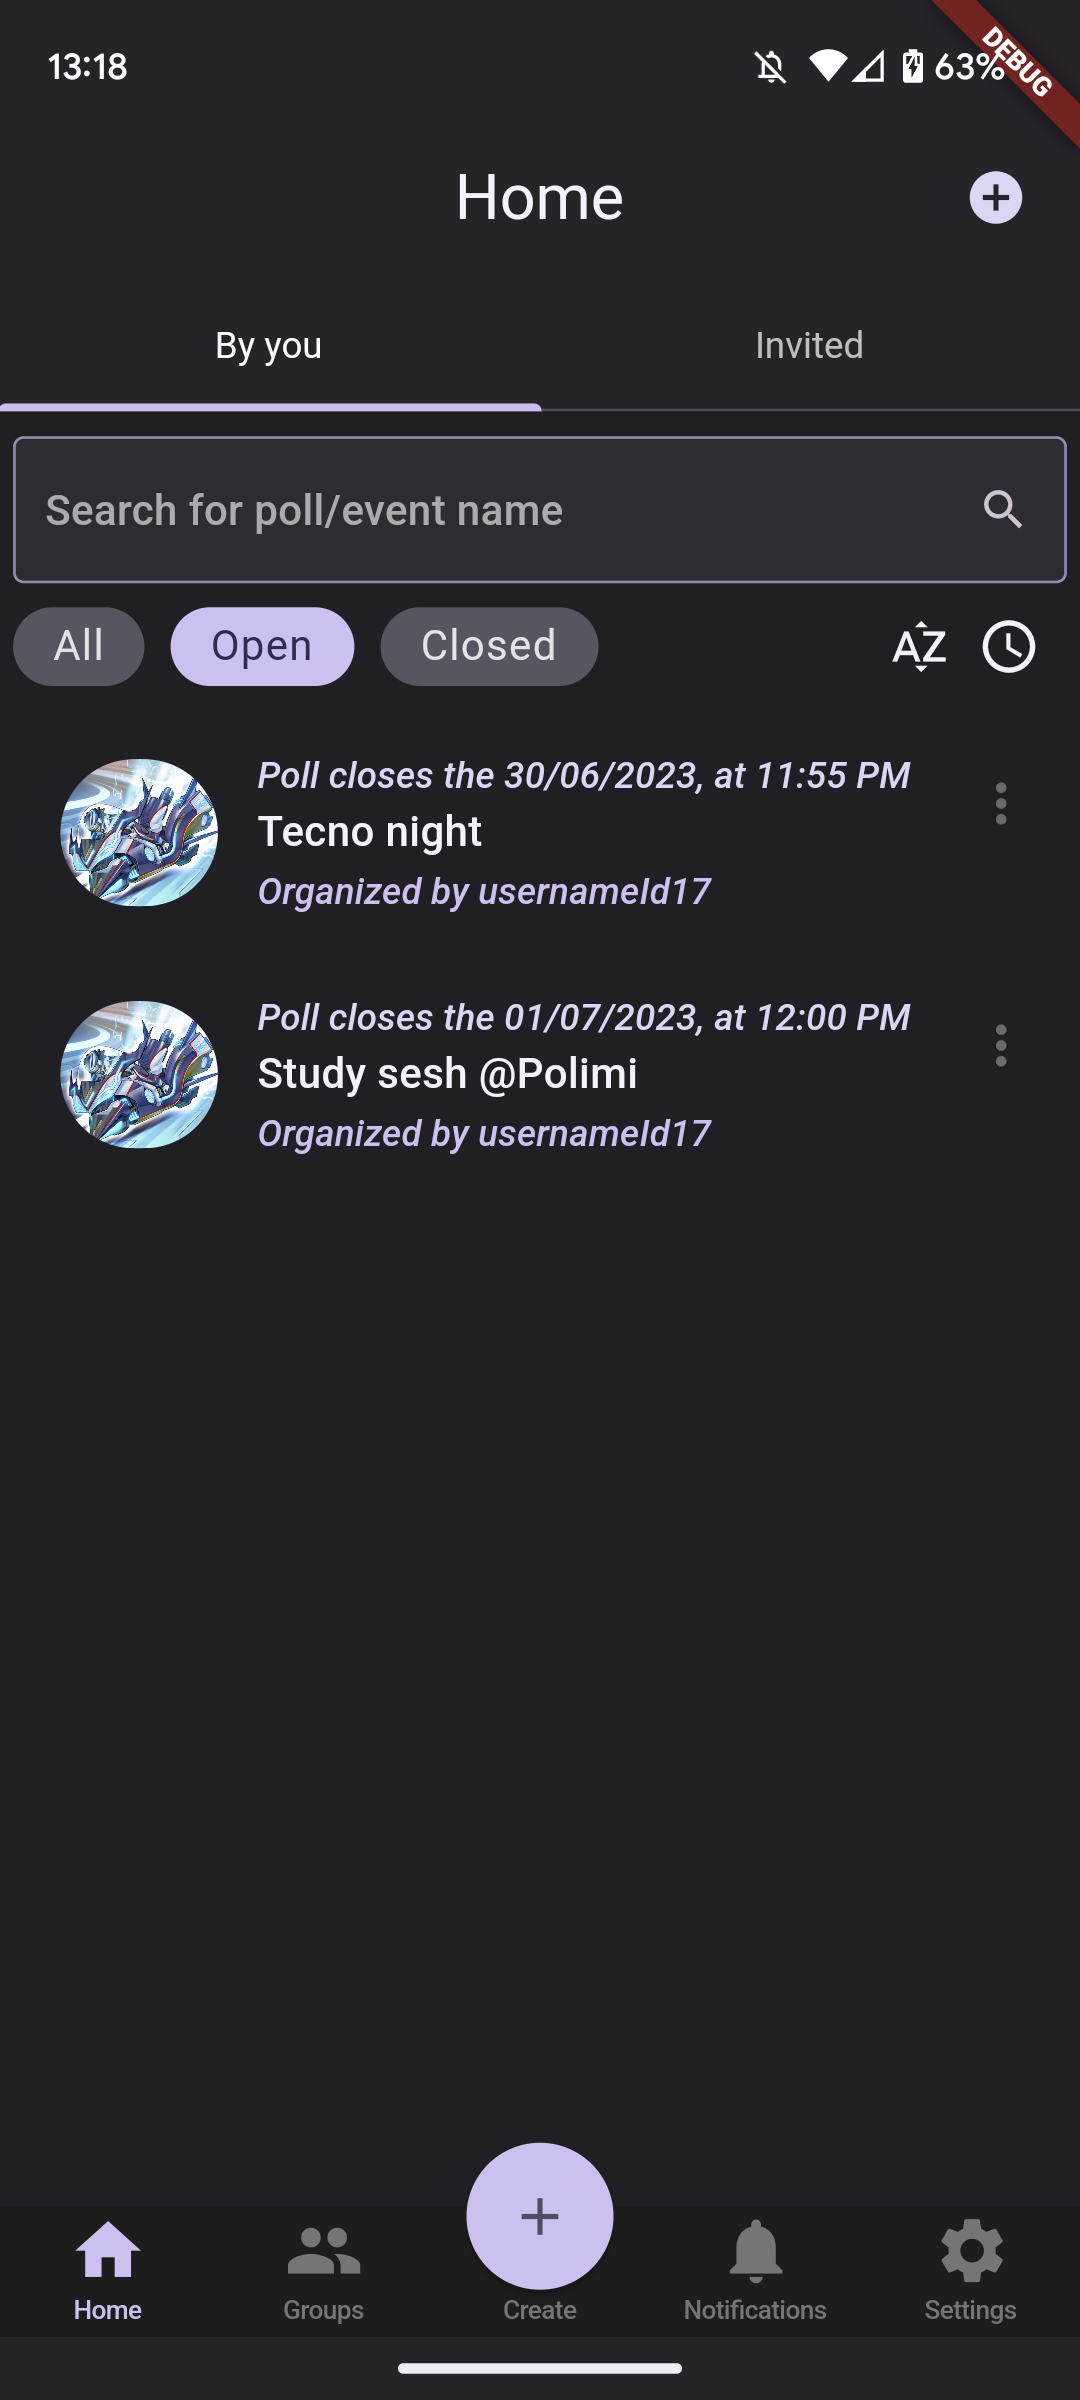 13:18
63%
DEBUG
Home
By you
Invited
Search for poll/event name
All
Open
Closed
AZ
Poll closes the 30/06/2023, at 11:55 PM
Tecno night
Organized by usernameId17
Poll closes the 01/07/2023, at 12:00 PM
Study sesh @Polimi
Organized by usernameId17
Home
Groups
Create
Notifications
Settings